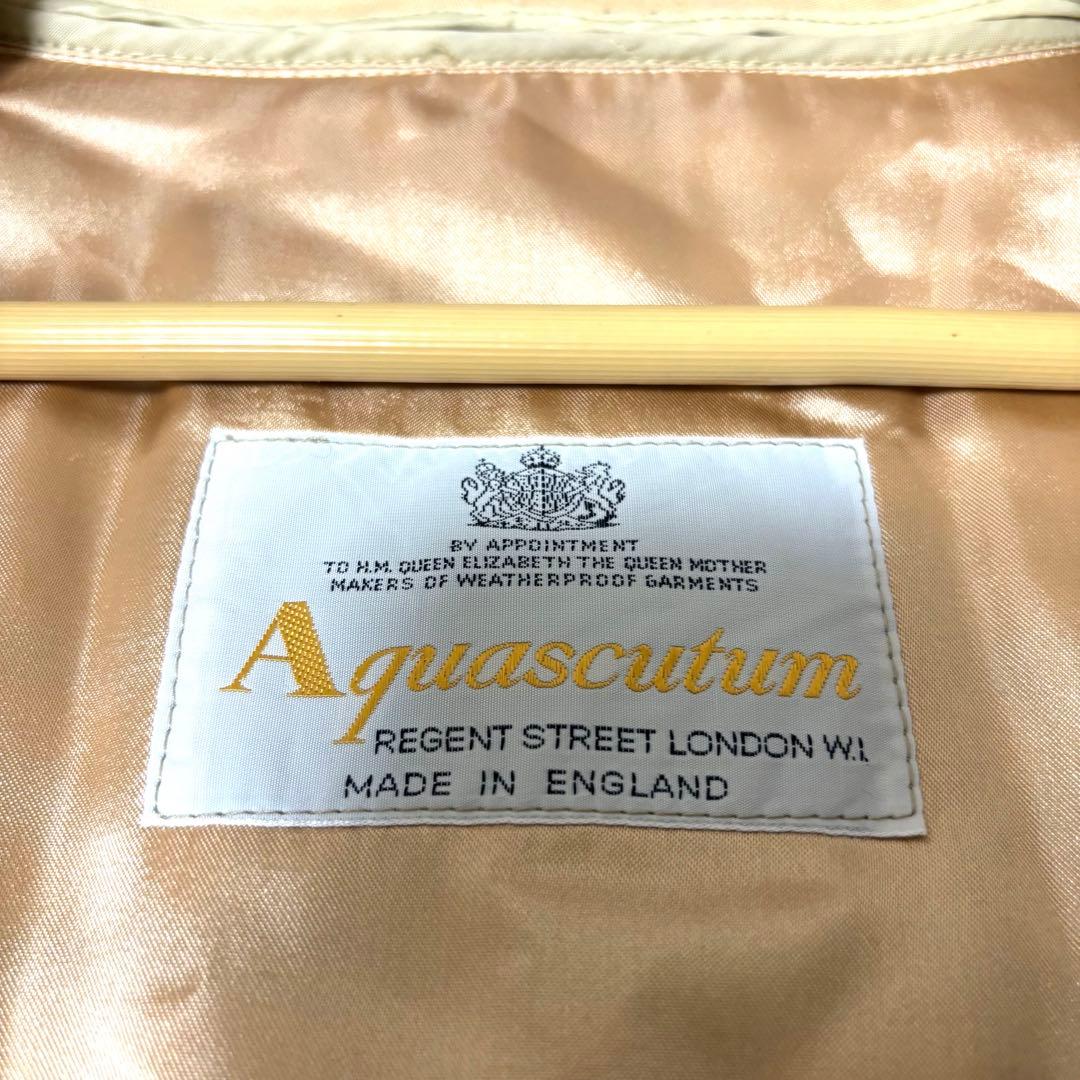 BY APPOINTMENT
TO H.M. QUEEN ELIZABETH THE QUEEN MOTHER
MAKERS OF WEATHERPROOF GARMENTS
Aquascutum
REGENT STREET LONDON W.I.
MADE IN ENGLAND